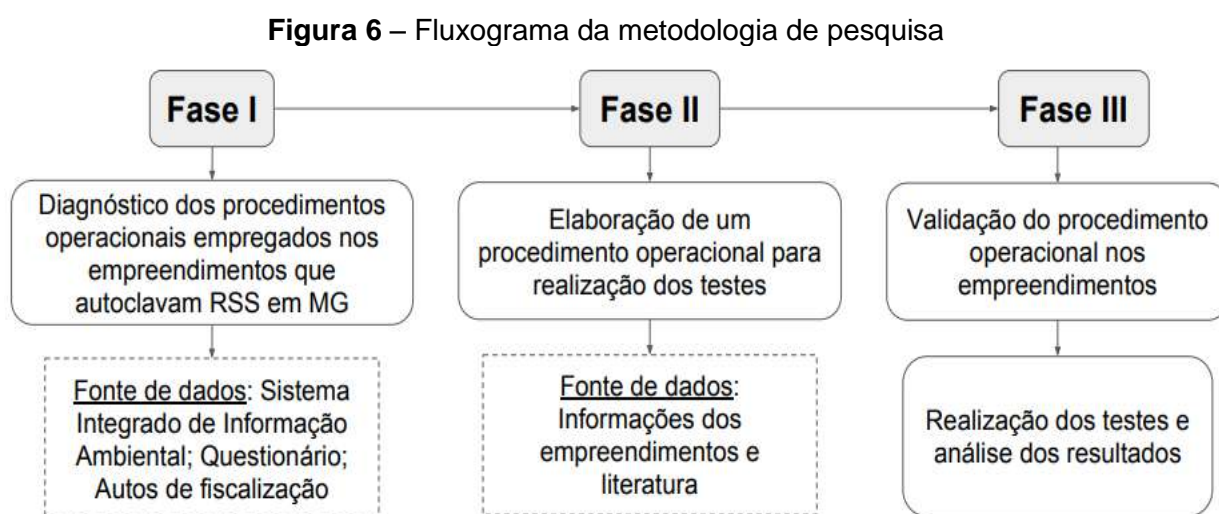 Figura 6 – Fluxograma da metodologia de pesquisa
Fase I
Fase II
Fase III
Diagnóstico dos procedimentos
operacionais empregados nos
empreendimentos que
autoclavam RSS em MG
Elaboração de um
procedimento operacional para
realização dos testes
Validação do procedimento
operacional nos
empreendimentos
Fonte de dados: Sistema
Integrado de Informação
Ambiental; Questionário;
Autos de fiscalização
Fonte de dados:
Informações dos
empreendimentos e
literatura
Realização dos testes e
análise dos resultados